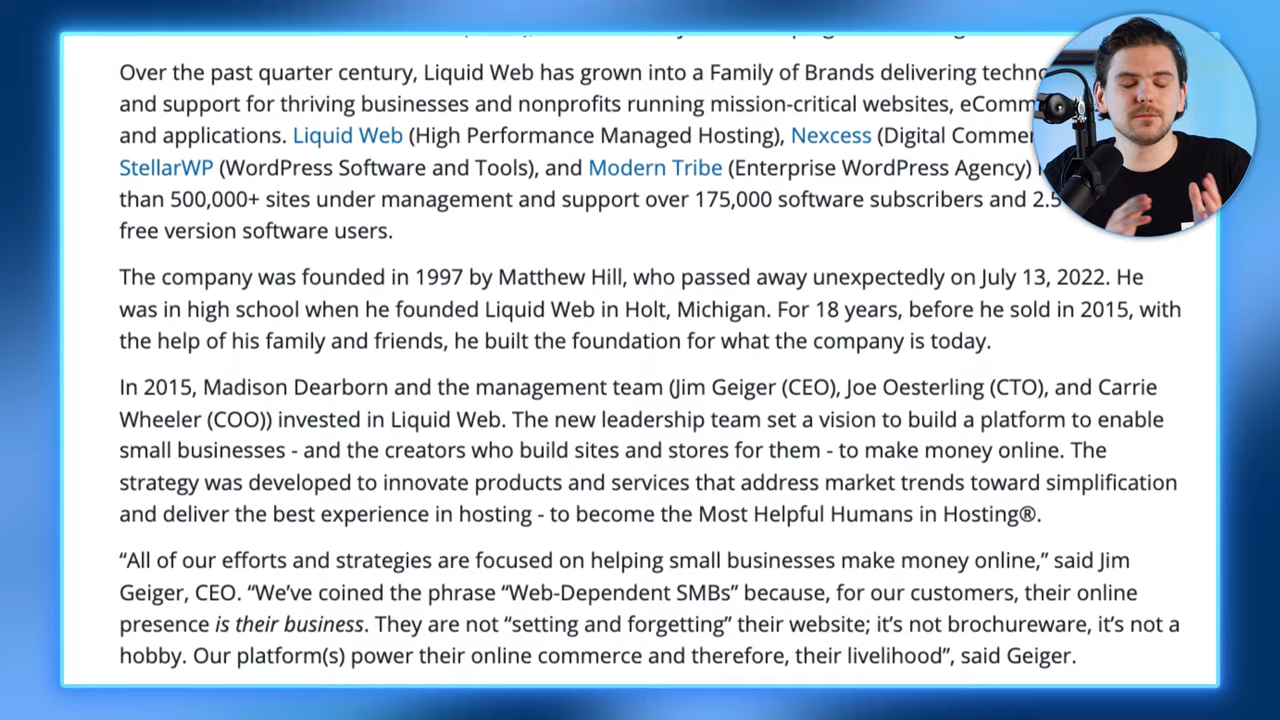 Over the past quarter century, Liquid Web has grown into a Family of Brands delivering
and support for thriving businesses and nonprofits running mission-critical websites,
and applications. Liquid Web (High Performance Managed Hosting), Nexcess (Digital
StellarWP (WordPress Software and Tools), and Modern Tribe (Enterprise WordPress Agency)
than 500,000+ sites under management and support over 175,000 software subscribers and
free version software users.
The company was founded in 1997 by Matthew Hill, who passed away unexpectedly on July 13, 2022. He
was in high school when he founded Liquid Web in Holt, Michigan. For 18 years, before he sold in 2015, with
the help of his family and friends, he built the foundation for what the company is today.
In 2015, Madison Dearborn and the management team (Jim Geiger (CEO), Joe Oesterling (CTO), and Carrie
Wheeler (COO)) invested in Liquid Web. The new leadership team set a vision to build a platform to enable
small businesses - and the creators who build sites and stores for them - to make money online. The
strategy was developed to innovate products and services that address market trends toward simplification
and deliver the best experience in hosting - to become the Most Helpful Humans in Hosting®.
“All of our efforts and strategies are focused on helping small businesses make money online,” said Jim
Geiger, CEO. “We’ve coined the phrase “Web-Dependent SMBs” because, for our customers, their online
presence is their business. They are not “setting and forgetting” their website; it’s not brochureware, it’s not a
hobby. Our platform(s) power their online commerce and therefore, their livelihood”, said Geiger.